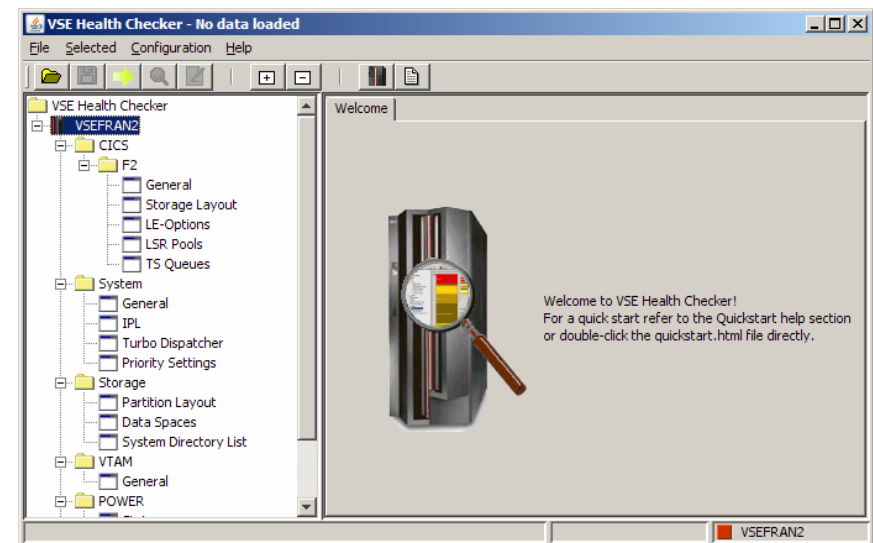 VSE Health Checker - No data loaded
File Selected Configuration Help
VSE Health Checker
VSEFRAN2
CICS
F2
General
Storage Layout
LE-Options
LSR Pools
TS Queues
System
General
IPL
Turbo Dispatcher
Priority Settings
Storage
Partition Layout
Data Spaces
System Directory List
VTAM
General
POWER
Welcome
Welcome to VSE Health Checker!
For a quick start refer to the Quickstart help section
or double-click the quickstart.html file directly.
VSEFRAN2